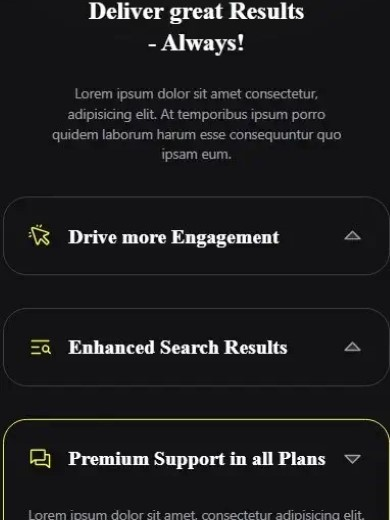 Deliver great Results
- Always!
Lorem ipsum dolor sit amet consectetur,
adipisicing elit. At temporibus ipsum porro
quidem laborum harum esse consequuntur quo
ipsam eum.
Drive more Engagement
Enhanced Search Results
Premium Support in all Plans
Lorem ipsum dolor sit amet, consectetur adipisicing elit.